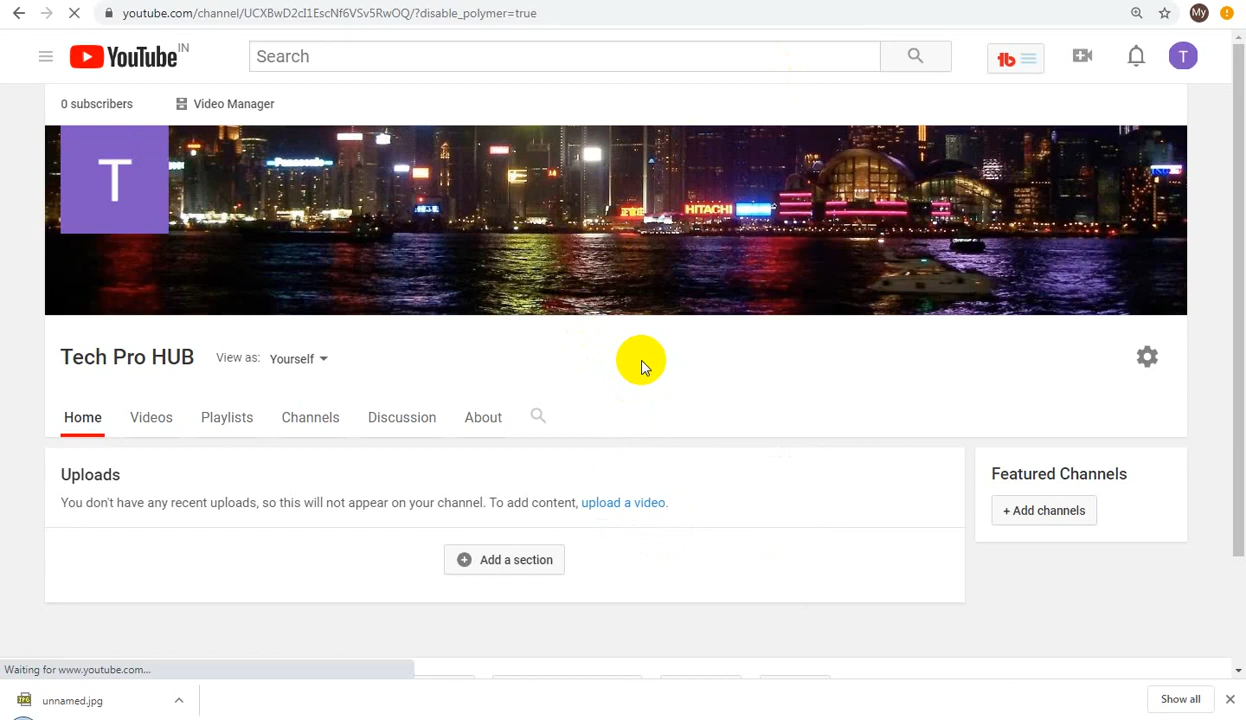 youtube.com/channel/UCXBwD2cI1EscNf6VSv5RwOQ/?disable_polymer=true
My
YouTube IN
Search
T
0 subscribers
Video Manager
T
Panasonic
HITACHI
Tech Pro HUB
View as: Yourself
Home Videos Playlists Channels Discussion About
Uploads
You don't have any recent uploads, so this will not appear on your channel. To add content, upload a video.
Add a section
Featured Channels
+ Add channels
Waiting for www.youtube.com...
unnamed.jpg
Show all